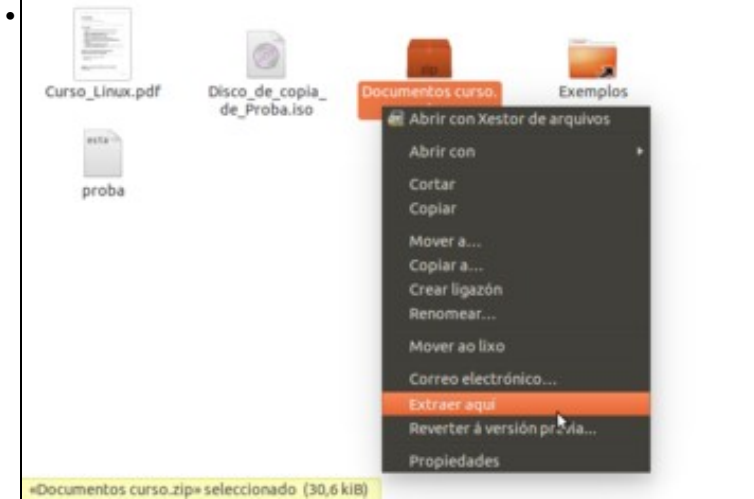 Curso_Linux.pdf
Disco_de_copia_
de_Proba.iso
Documentos curso.
zip
Exemplos
esta
proba
Abrir con Xestor de arquivos
Abrir con
Cortar
Copiar
Mover a...
Copiar a...
Crear ligazón
Renomear...
Mover ao lixo
Correo electrónico...
Extraer aquí
Reverter á versión previa...
Propiedades
«Documentos curso.zip» seleccionado (30,6 kiB)